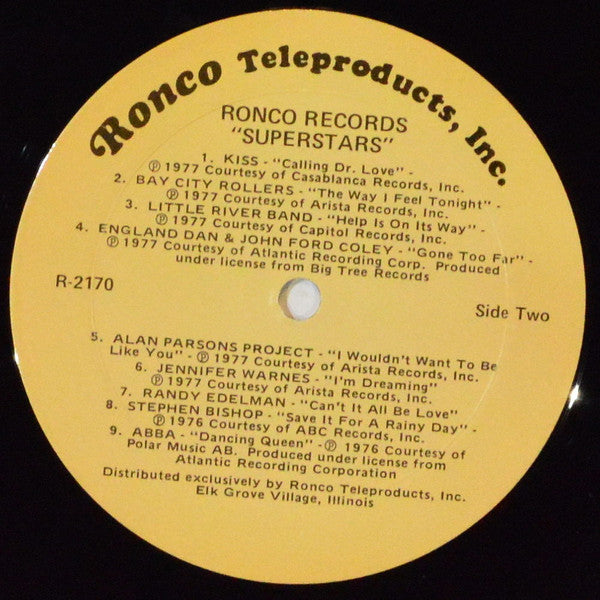 Ronco Teleproducts, Inc.
RONCO RECORDS
"SUPERSTARS"
1. KISS - "Calling Dr. Love" -
℗ 1977 Courtesy of Casablanca Records, Inc.
2. BAY CITY ROLLERS - "The Way I Feel Tonight" -
℗ 1977 Courtesy of Arista Records, Inc.
3. LITTLE RIVER BAND - "Help Is On Its Way" -
℗ 1977 Courtesy of Capitol Records, Inc.
4. ENGLAND DAN & JOHN FORD COLEY - "Gone Too Far" -
℗ 1977 Courtesy of Atlantic Recording Corp. Produced
under license from Big Tree Records
R-2170
Side Two
5. ALAN PARSONS PROJECT - "I Wouldn't Want To Be
Like You" - ℗ 1977 Courtesy of Arista Records, Inc.
6. JENNIFER WARNES - "I'm Dreaming"
℗ 1977 Courtesy of Arista Records, Inc.
7. RANDY EDELMAN - "Can't It All Be Love"
8. STEPHEN BISHOP - "Save It For A Rainy Day" -
℗ 1976 Courtesy of ABC Records, Inc.
9. ABBA - "Dancing Queen" - ℗ 1976 Courtesy of
Polar Music AB. Produced under license from
Atlantic Recording Corporation
Distributed exclusively by Ronco Teleproducts, Inc.
Elk Grove Village, Illinois